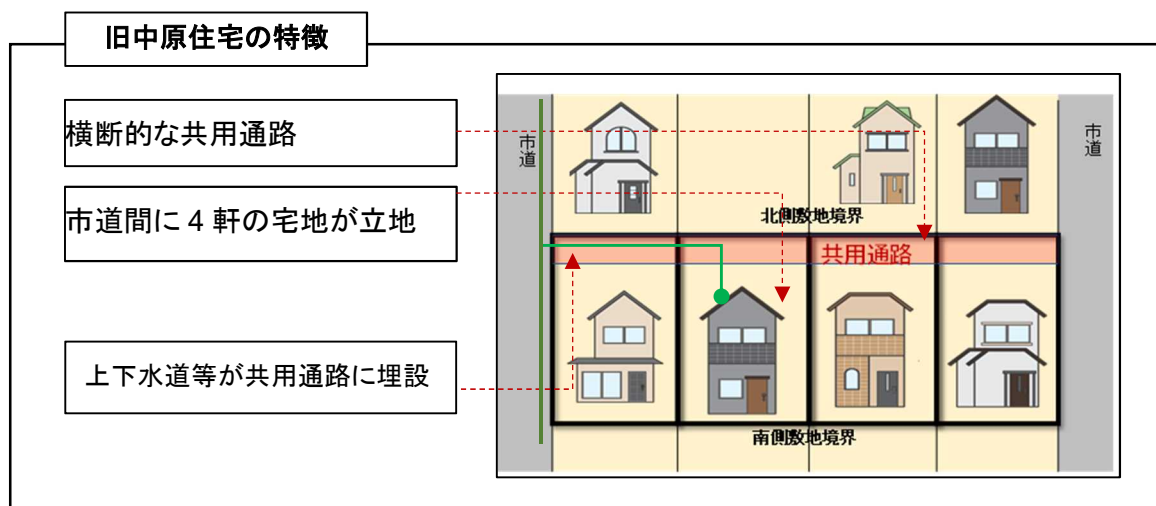 旧中原住宅の特徴
横断的な共用通路
市道間に４軒の宅地が立地
上下水道等が共用通路に埋設
市道
市道
北側敷地境界
共用通路
南側敷地境界